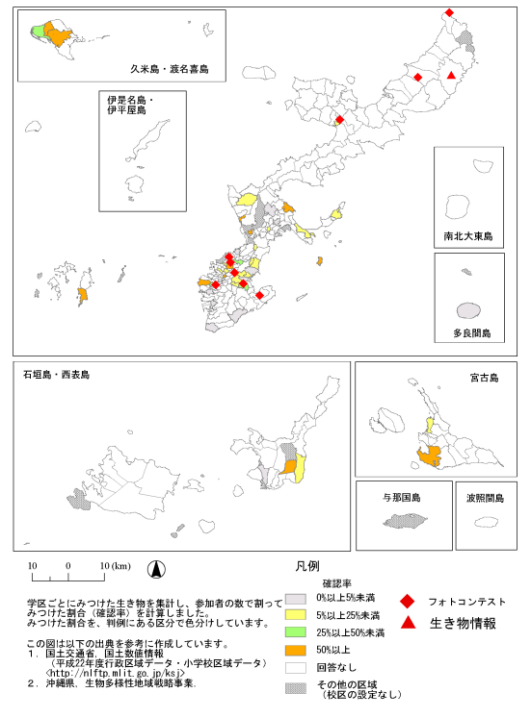 久米島・渡名喜島
伊是名島・
伊平屋島
南北大東島
多良間島
石垣島・西表島
宮古島
与那国島
波照間島
10 0 10 (km)
凡例
確認率
0%以上5%未満
5%以上25%未満
25%以上50%未満
50%以上
回答なし
その他の区域
(校区の設定なし)
フォトコンテスト
生き物情報
学区ごとにみつけた生き物を集計し、参加者の数で割って
みつけた割合（確認率）を計算しました。
みつけた割合を、判例にある区分で色分けしています。
この図は以下の出典を参考に作成しています。
1. 国土交通省，国土数値情報
（平成22年度行政区域データ・小学校区域データ）
<http://nlftp.mlit.go.jp/ksj>
2. 沖縄県，生物多様性地域戦略事業．